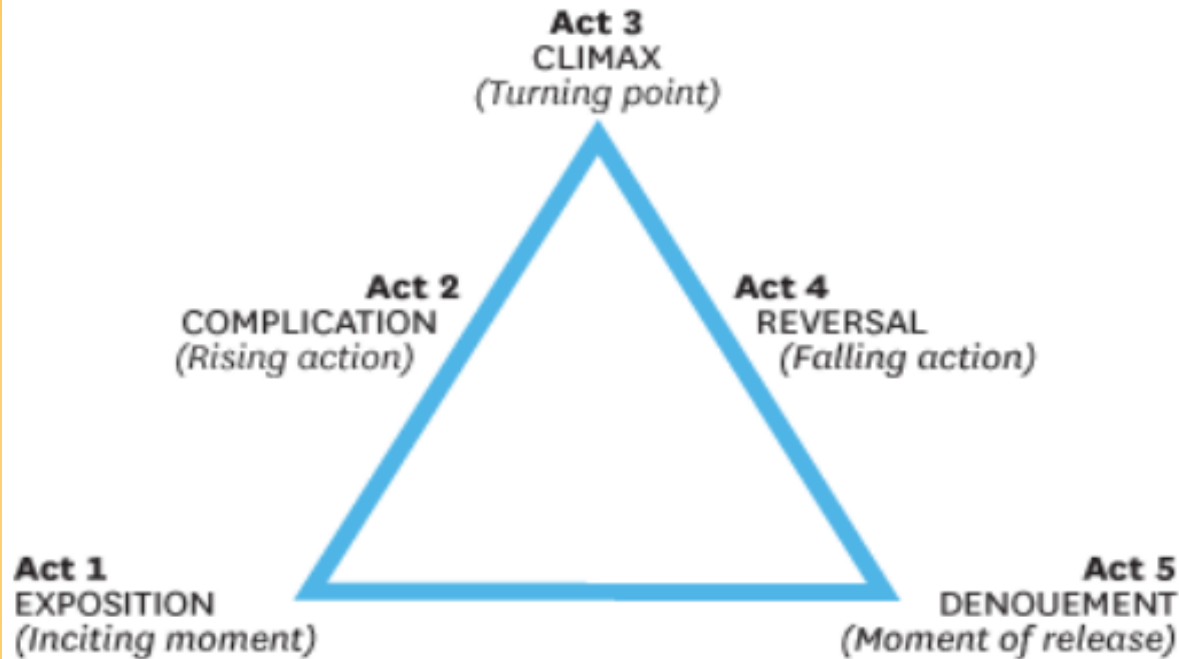 Act 3
CLIMAX
(Turning point)
Act 2
COMPLICATION
(Rising action)
Act 4
REVERSAL
(Falling action)
Act 1
EXPOSITION
(Inciting moment)
Act 5
DENOUEMENT
(Moment of release)